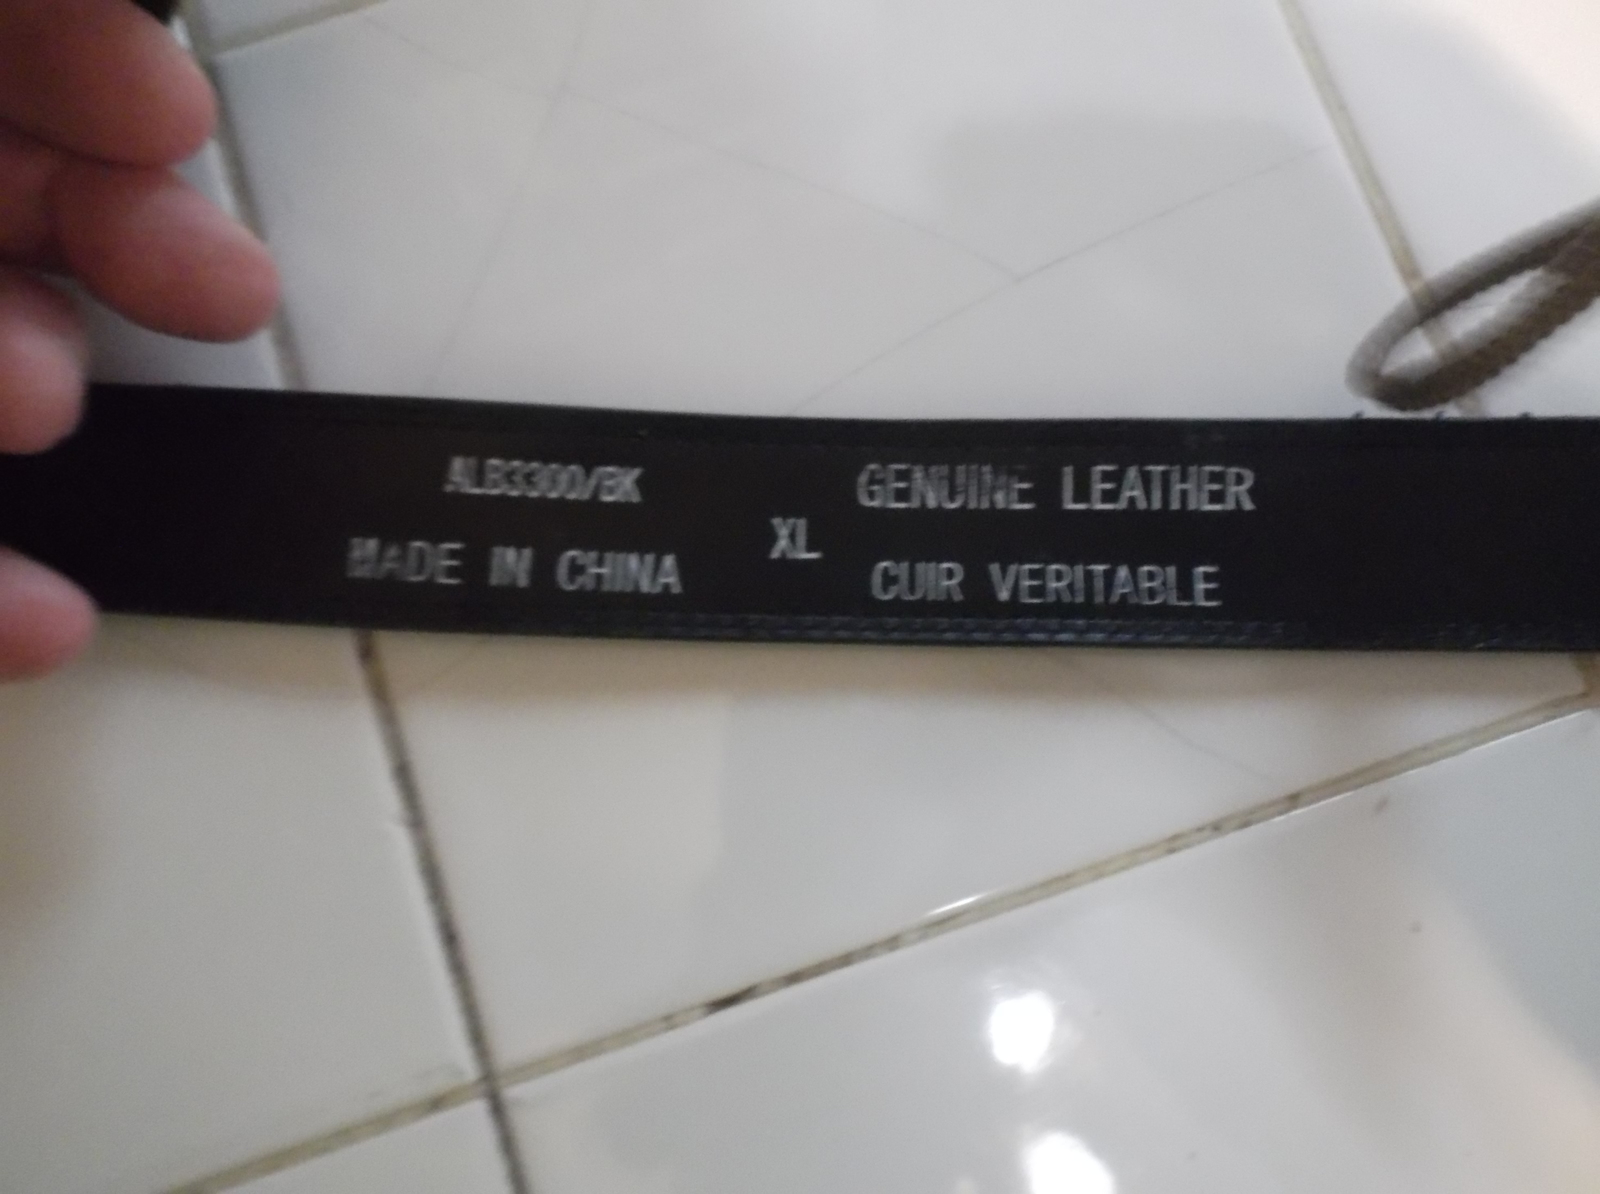 ALB3300/BK
MADE IN CHINA
XL
GENUINE LEATHER
CUIR VERITABLE